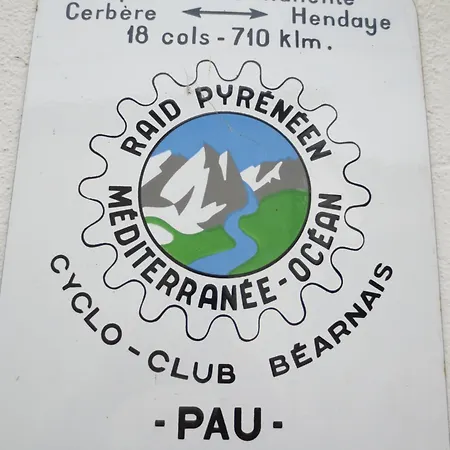 Cerbère ↔ Hendaye
18 cols - 710 klm.
RAID PYRÉNÉEN
MÉDITERRANÉE - OCÉAN
CYCLO - CLUB BÉARNAIS
- PAU -